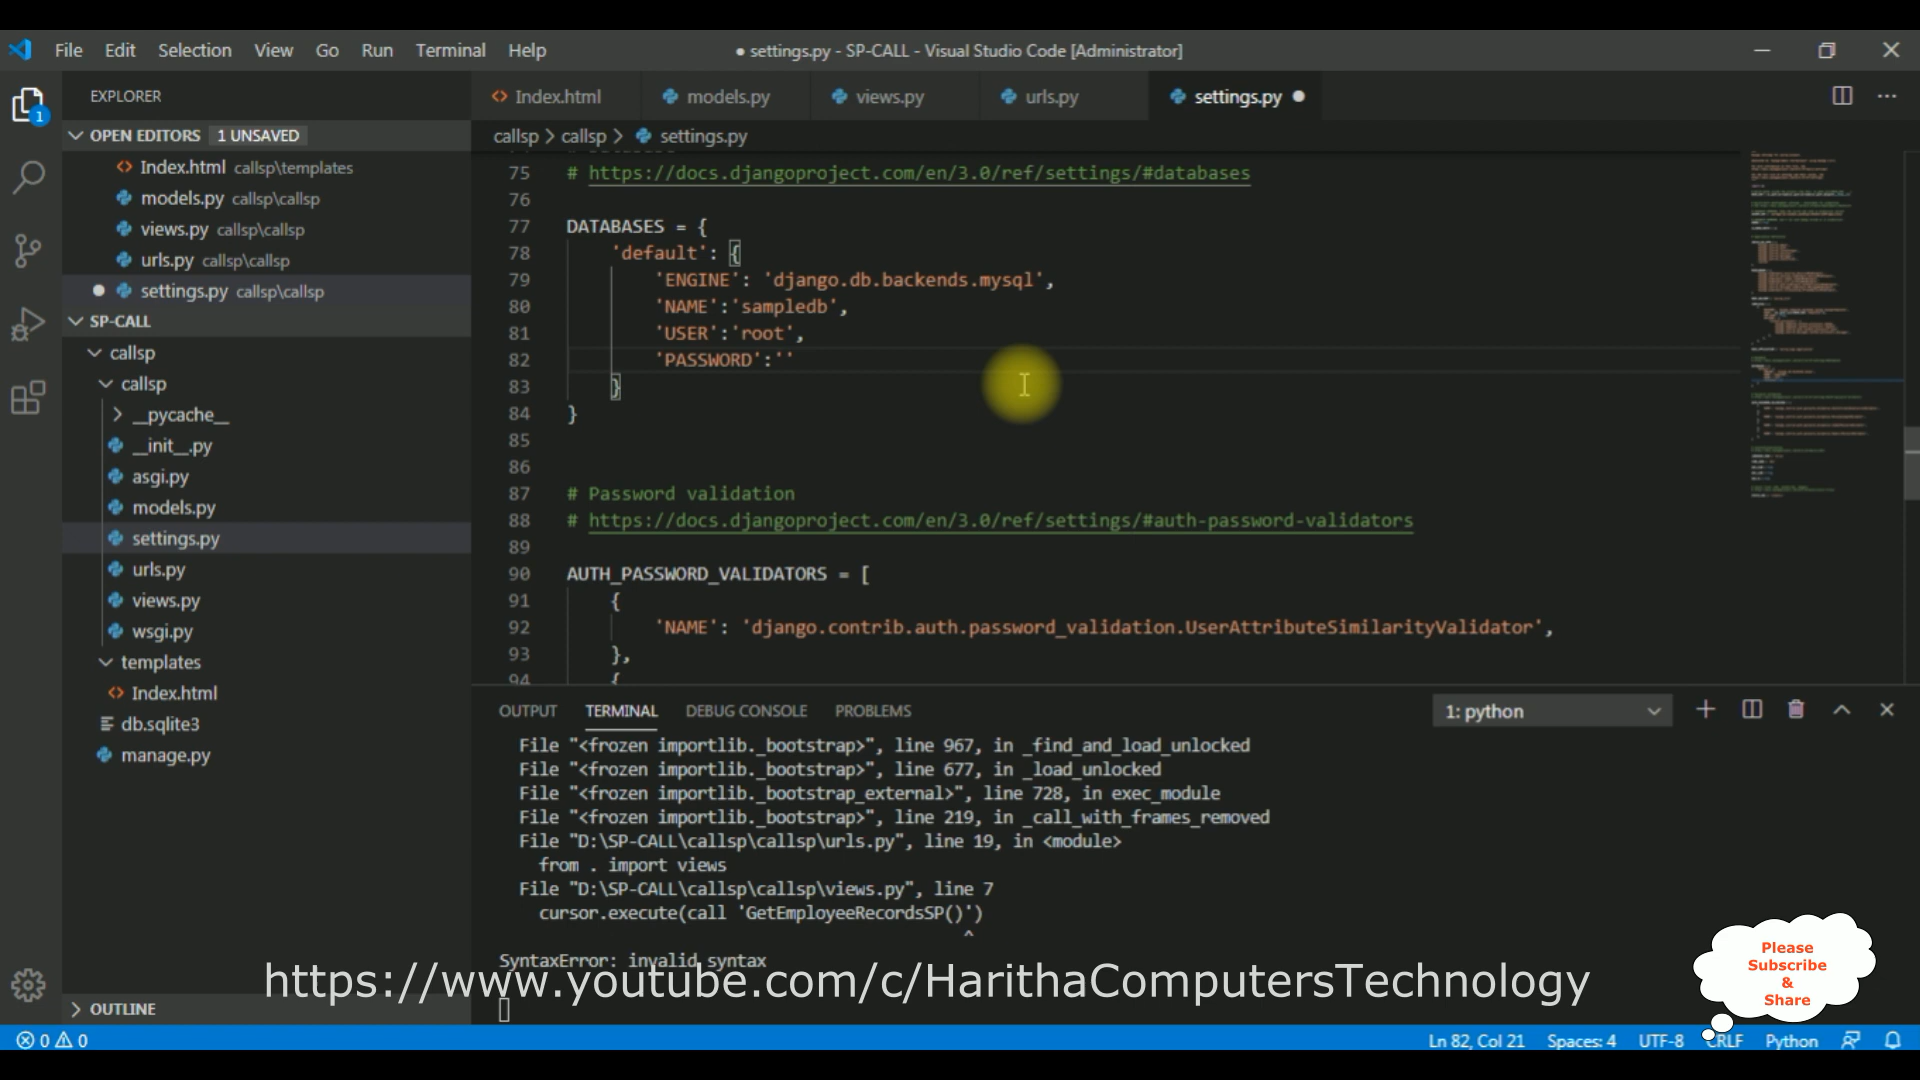 File Edit Selection View Go Run Terminal Help
● settings.py - SP-CALL - Visual Studio Code [Administrator]
EXPLORER
OPEN EDITORS 1 UNSAVED
Index.html callsp\templates
models.py callsp\callsp
views.py callsp\callsp
urls.py callsp\callsp
settings.py callsp\callsp
SP-CALL
callsp
callsp
__pycache__
__init__.py
asgi.py
models.py
settings.py
urls.py
views.py
wsgi.py
templates
Index.html
db.sqlite3
manage.py
OUTLINE
1
Index.html models.py views.py urls.py settings.py
callsp > callsp > settings.py
75 # https://docs.djangoproject.com/en/3.0/ref/settings/#databases
76
77 DATABASES = {
78 'default': {
79 'ENGINE': 'django.db.backends.mysql',
80 'NAME':'sampledb',
81 'USER':'root',
82 'PASSWORD':''
83 }
84 }
85
86
87 # Password validation
88 # https://docs.djangoproject.com/en/3.0/ref/settings/#auth-password-validators
89
90 AUTH_PASSWORD_VALIDATORS = [
91 {
92 'NAME': 'django.contrib.auth.password_validation.UserAttributeSimilarityValidator',
93 },
94 {
OUTPUT TERMINAL DEBUG CONSOLE PROBLEMS 1: python
File "<frozen importlib._bootstrap>", line 967, in _find_and_load_unlocked
File "<frozen importlib._bootstrap>", line 677, in _load_unlocked
File "<frozen importlib._bootstrap_external>", line 728, in exec_module
File "<frozen importlib._bootstrap>", line 219, in _call_with_frames_removed
File "D:\SP-CALL\callsp\callsp\urls.py", line 19, in <module>
from . import views
File "D:\SP-CALL\callsp\callsp\views.py", line 7
cursor.execute(call 'GetEmployeeRecordsSP()')
^
SyntaxError: invalid syntax
https://www.youtube.com/c/HarithaComputersTechnology
Please
Subscribe
&
Share
0 0 Ln 82, Col 21 Spaces: 4 UTF-8 CRLF Python